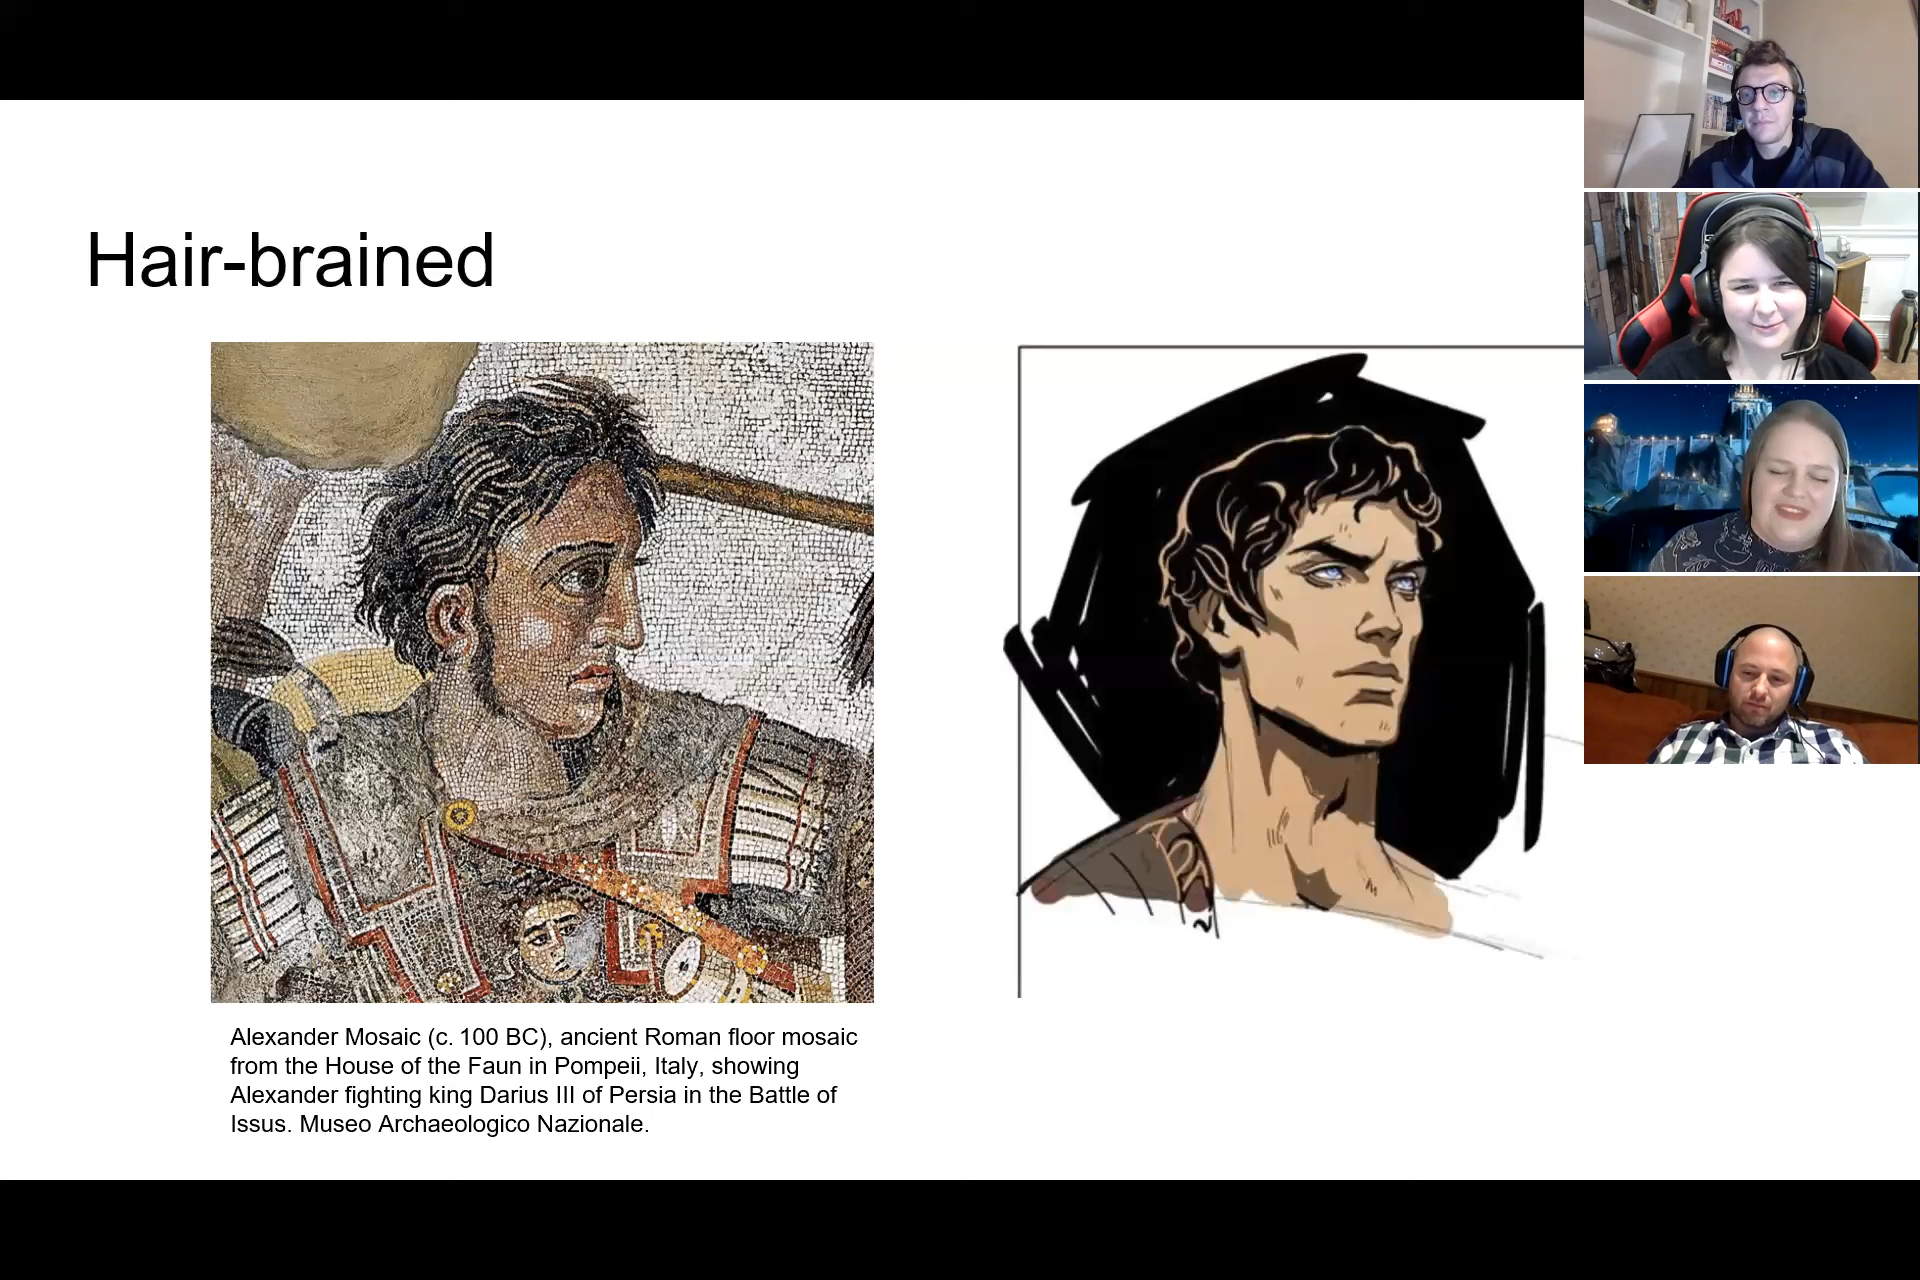 Hair-brained
Alexander Mosaic (c. 100 BC), ancient Roman floor mosaic
from the House of the Faun in Pompeii, Italy, showing
Alexander fighting king Darius III of Persia in the Battle of
Issus. Museo Archaeologico Nazionale.